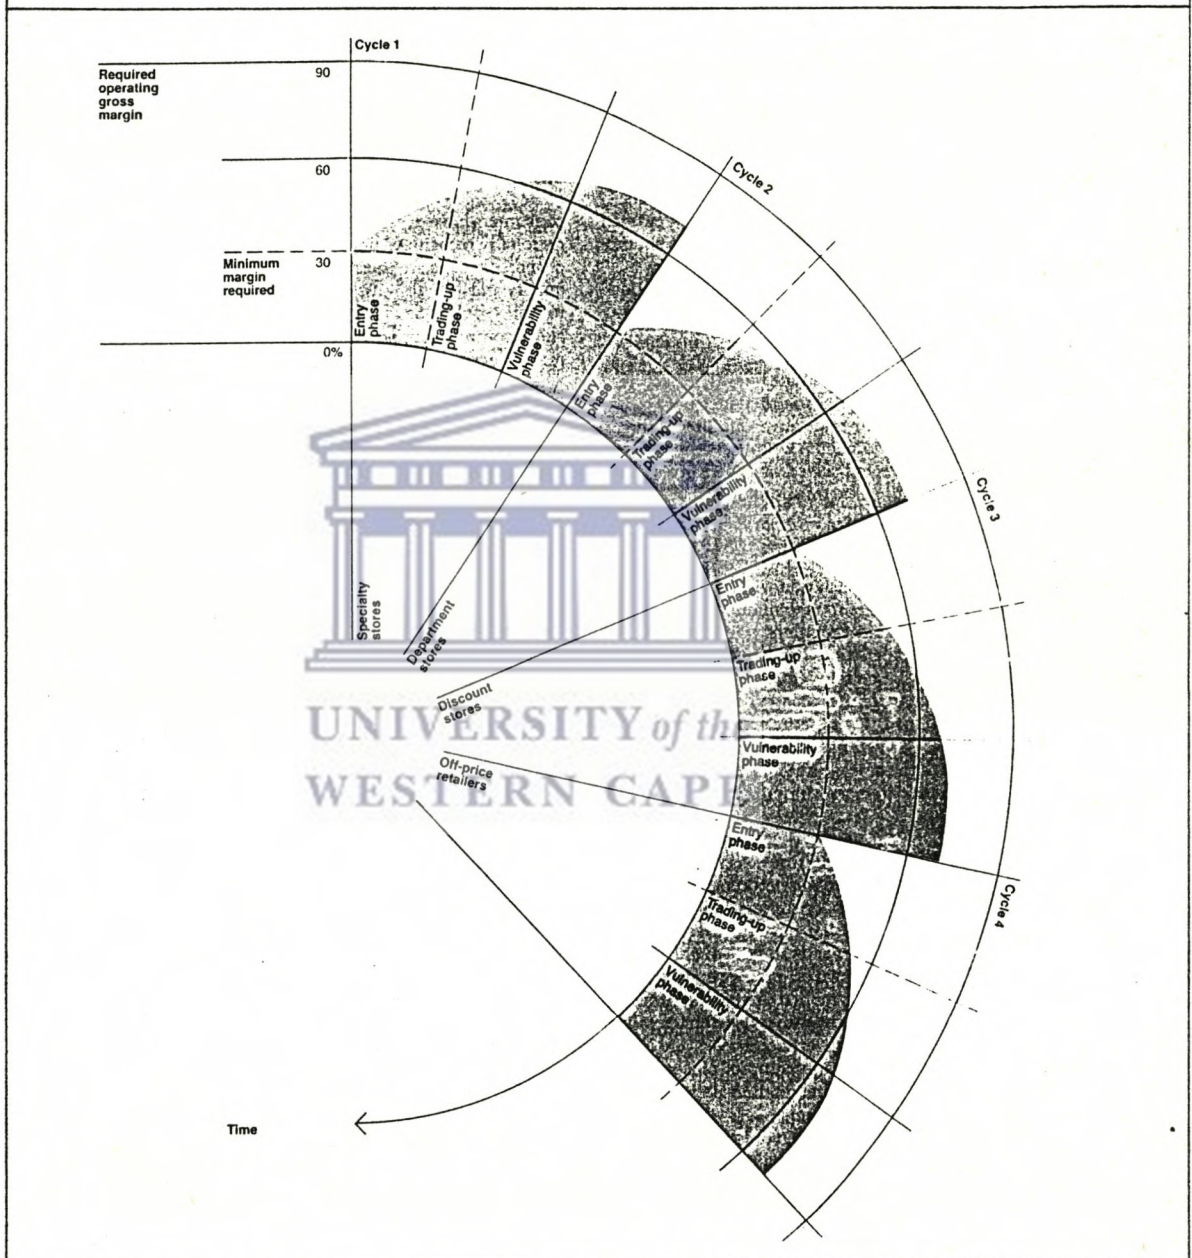 Cycle 1
Required
operating
gross
margin
90
60
Minimum
margin
required
30
0%
Entry
phase
Trading-up
phase
Vulnerability
phase
Cycle 2
Entry
phase
Trading-up
phase
Vulnerability
phase
Cycle 3
Entry
phase
Trading-up
phase
Vulnerability
phase
Cycle 4
Entry
phase
Trading-up
phase
Vulnerability
phase
Specialty
stores
Department
stores
Discount
stores
Off-price
retailers
UNIVERSITY of the
WESTERN CAPE
Time